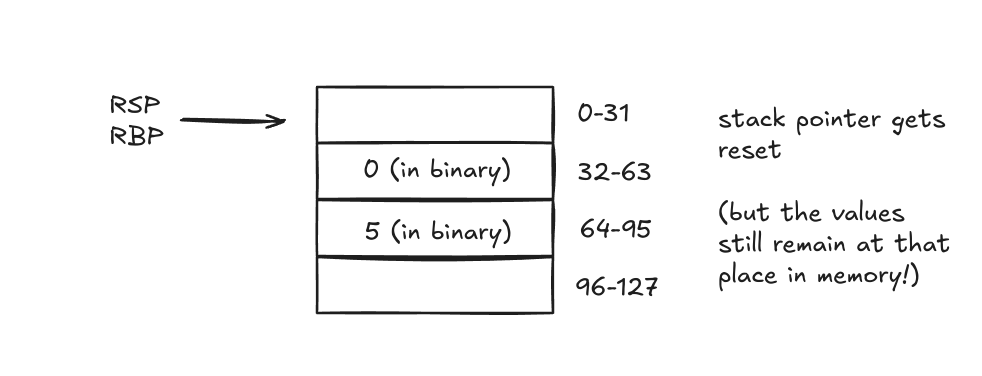 RSP
RBP
0-31
0 (in binary)
32-63
5 (in binary)
64-95
96-127
stack pointer gets
reset
(but the values
still remain at that
place in memory!)